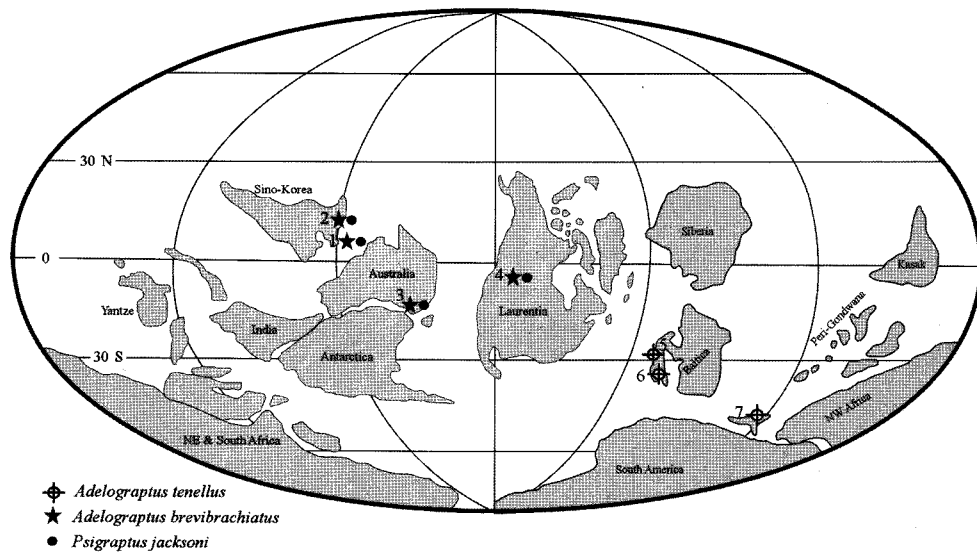 30 N
Sino-Korea
2
1
0
Australia
4
Siberia
Kasak
Yantze
3
Laurentia
India
Peri-Gondwana
30 S
Antarctica
Baltica
5
6
7
NW Africa
NE & South Africa
South America
Adelograptus tenellus
Adelograptus brevibrachiatus
Psigraptus jacksoni